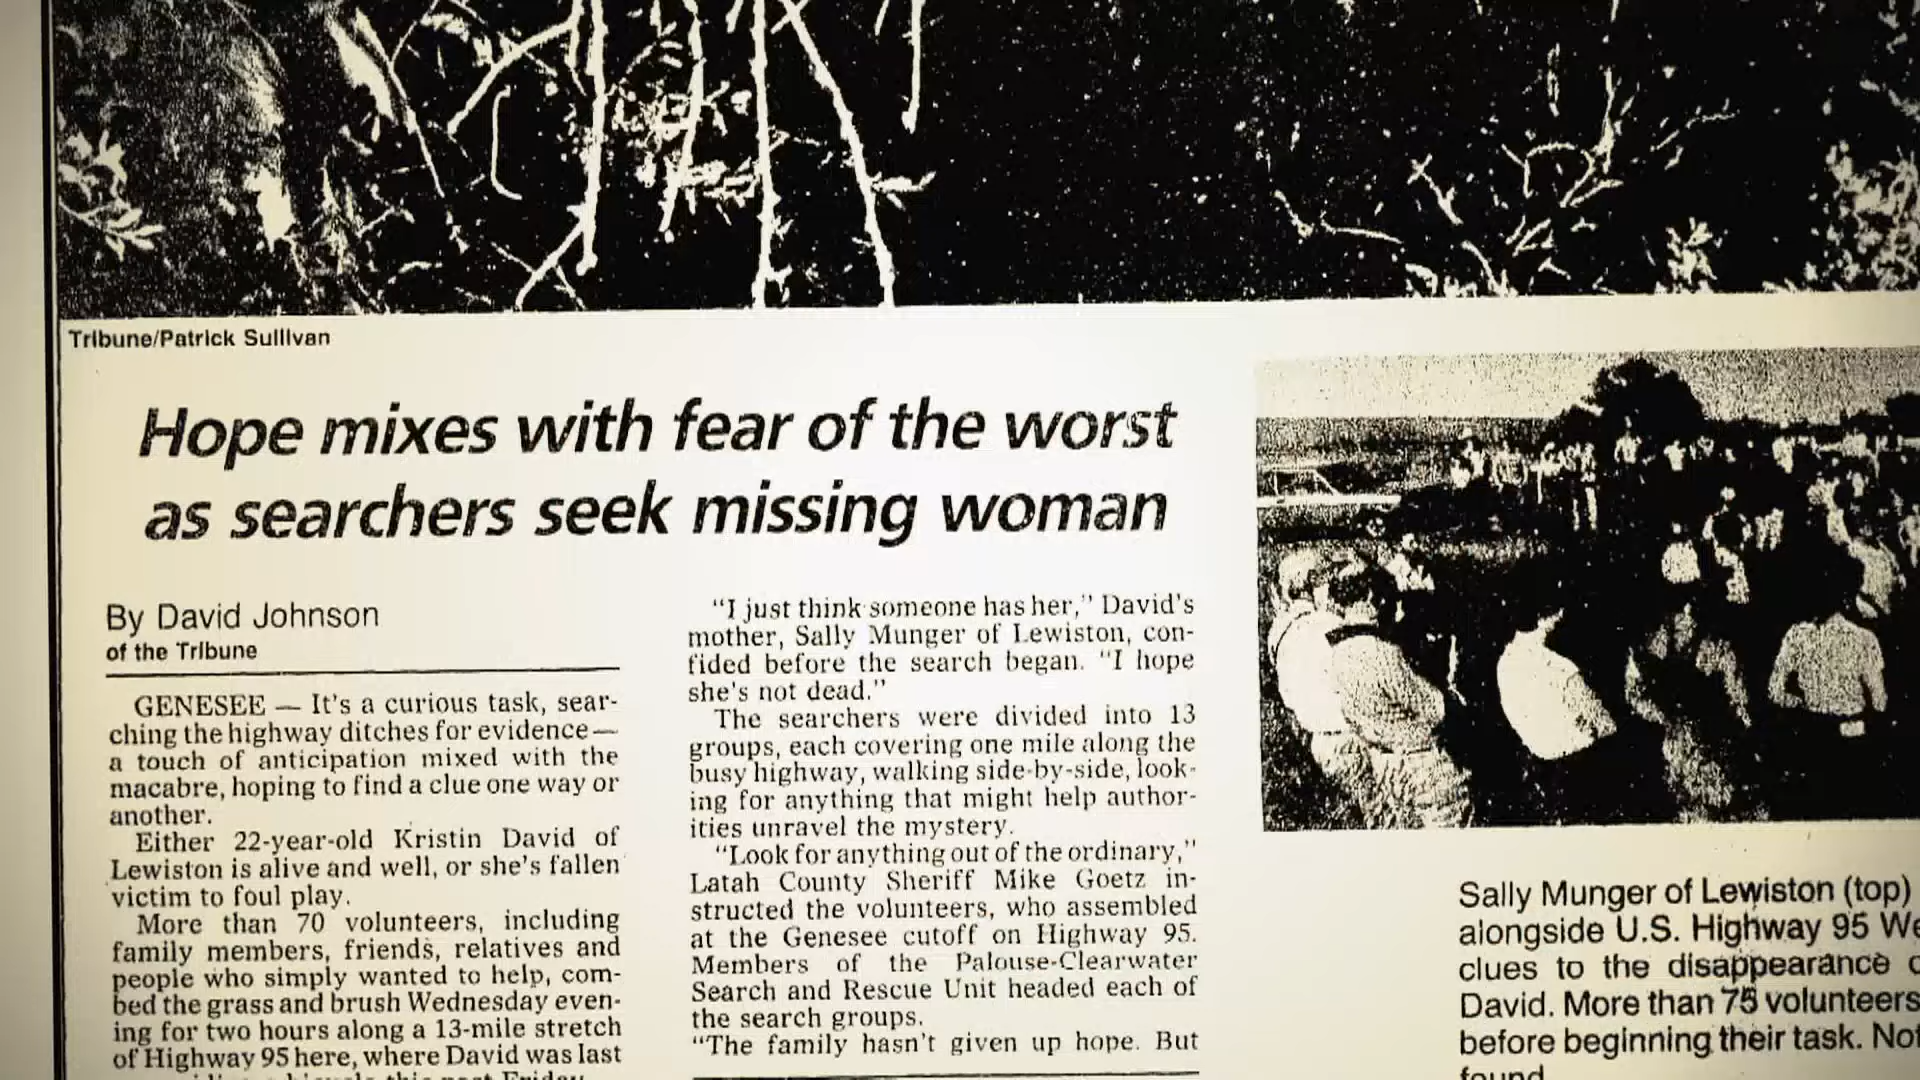 Tribune/Patrick Sullivan
Hope mixes with fear of the worst
as searchers seek missing woman
By David Johnson
of the Tribune
GENESEE — It's a curious task, sear-
ching the highway ditches for evidence —
a touch of anticipation mixed with the
macabre, hoping to find a clue one way or
another.
Either 22-year-old Kristin David of
Lewiston is alive and well, or she's fallen
victim to foul play.
More than 70 volunteers, including
family members, friends, relatives and
people who simply wanted to help, com-
bed the grass and brush Wednesday even-
ing for two hours along a 13-mile stretch
of Highway 95 here, where David was last
"I just think someone has her," David's
mother, Sally Munger of Lewiston, con-
fided before the search began. "I hope
she's not dead."
The searchers were divided into 13
groups, each covering one mile along the
busy highway, walking side-by-side, look-
ing for anything that might help author-
ities unravel the mystery.
"Look for anything out of the ordinary,"
Latah County Sheriff Mike Goetz in-
structed the volunteers, who assembled
at the Genesee cutoff on Highway 95.
Members of the Palouse-Clearwater
Search and Rescue Unit headed each of
the search groups.
"The family hasn't given up hope. But
Sally Munger of Lewiston (top)
alongside U.S. Highway 95 We
clues to the disappearance
David. More than 75 volunteers
before beginning their task. No
found